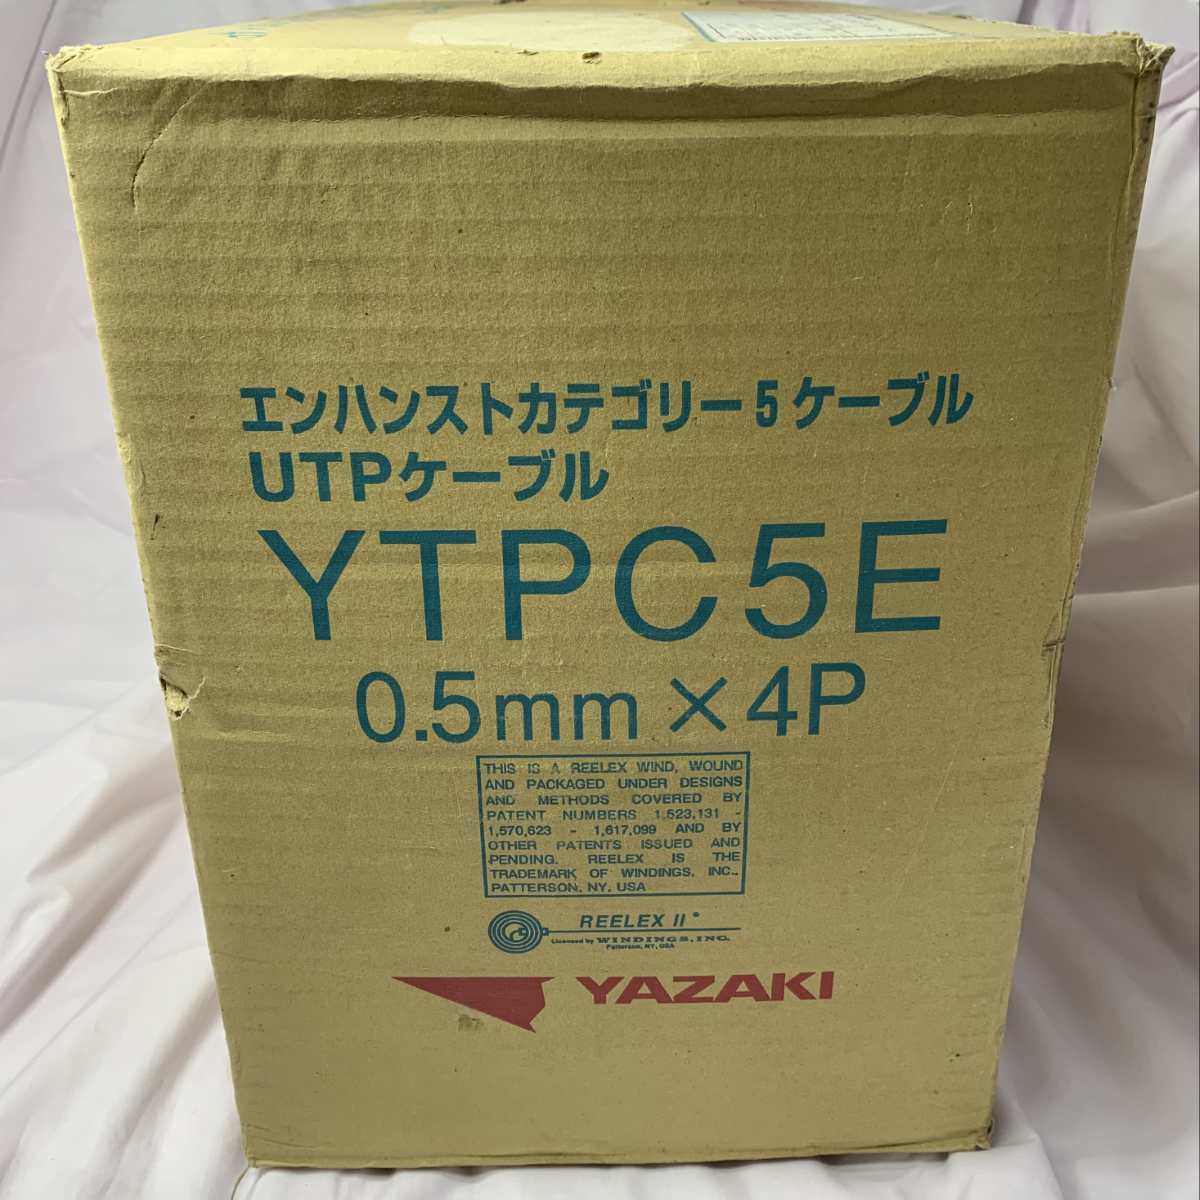 エンハンストカテゴリー5ケーブル
UTPケーブル
YTPC5E
0.5mm×4P
THIS IS A REELEX WIND, WOUND
AND PACKAGED UNDER DESIGNS
AND METHODS COVERED BY
PATENT NUMBERS 1,523,131 -
1,570,623 - 1,617,099 AND BY
OTHER PATENTS ISSUED AND
PENDING. REELEX IS THE
TRADEMARK OF WINDINGS, INC.,
PATTERSON, NY, USA
REELEX II
Licensed by WINDINGS, INC.
Patterson, NY, USA
YAZAKI